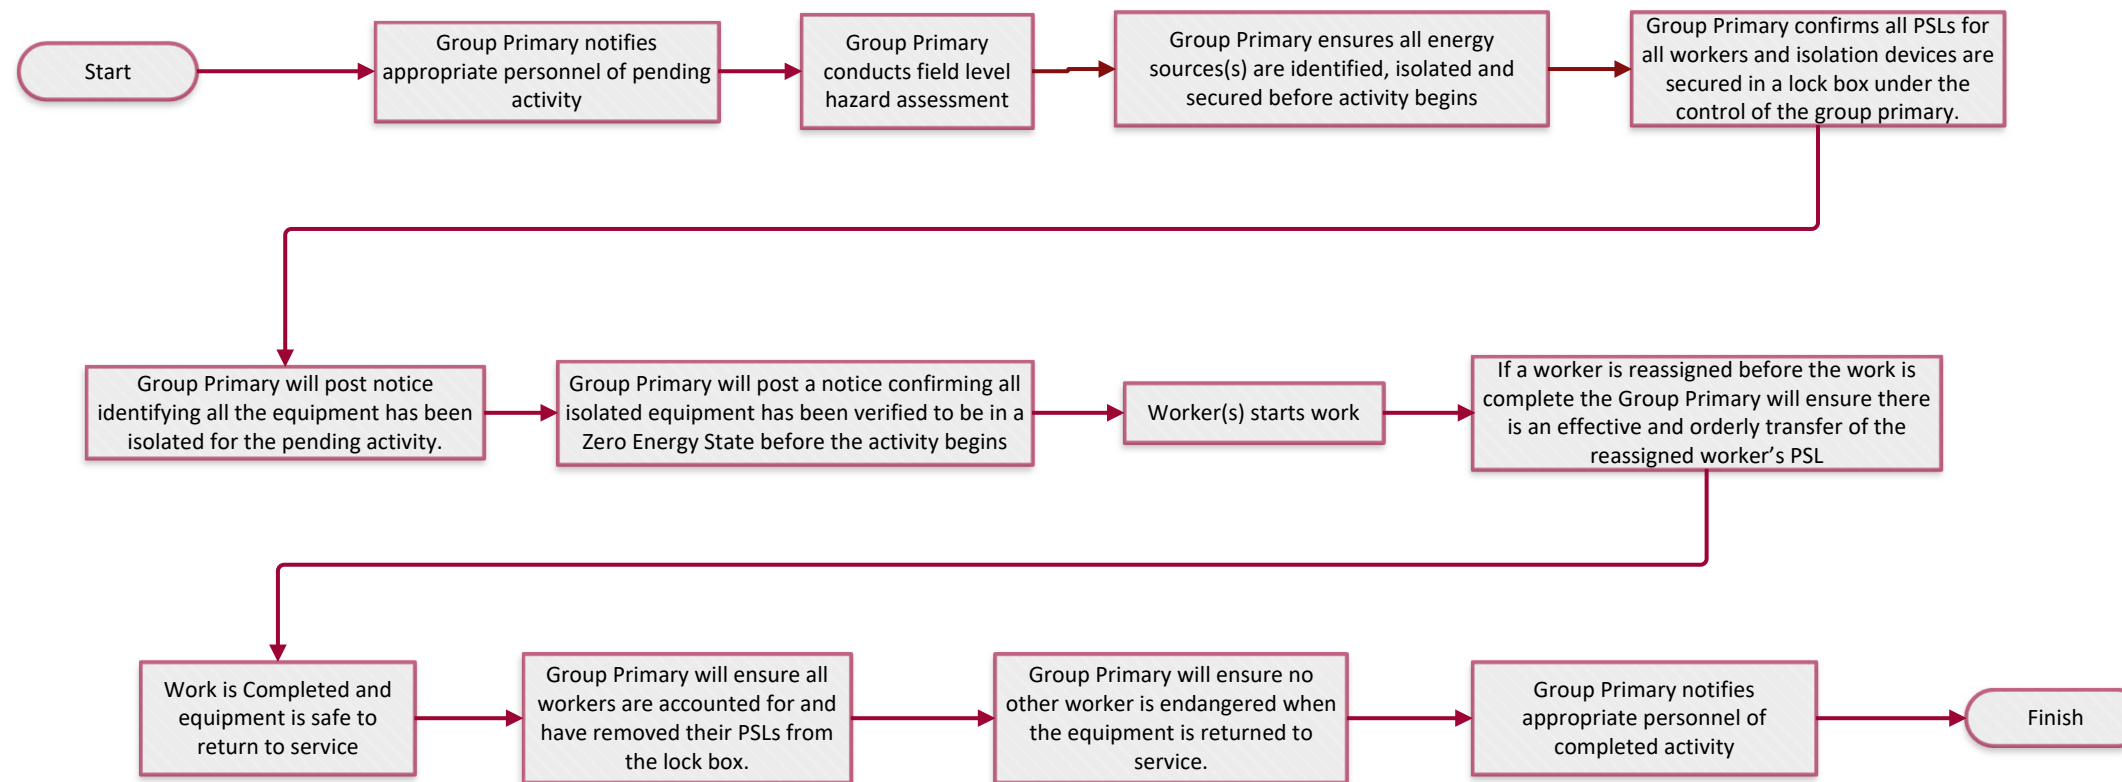 Start
Group Primary notifies
appropriate personnel of pending
activity
Group Primary
conducts field level
hazard assessment
Group Primary ensures all energy
sources(s) are identified, isolated and
secured before activity begins
Group Primary confirms all PSLs for
all workers and isolation devices are
secured in a lock box under the
control of the group primary.
Group Primary will post notice
identifying all the equipment has been
isolated for the pending activity.
Group Primary will post a notice confirming all
isolated equipment has been verified to be in a
Zero Energy State before the activity begins
Worker(s) starts work
If a worker is reassigned before the work is
complete the Group Primary will ensure there
is an effective and orderly transfer of the
reassigned worker’s PSL
Work is Completed and
equipment is safe to
return to service
Group Primary will ensure all
workers are accounted for and
have removed their PSLs from
the lock box.
Group Primary will ensure no
other worker is endangered when
the equipment is returned to
service.
Group Primary notifies
appropriate personnel of
completed activity
Finish